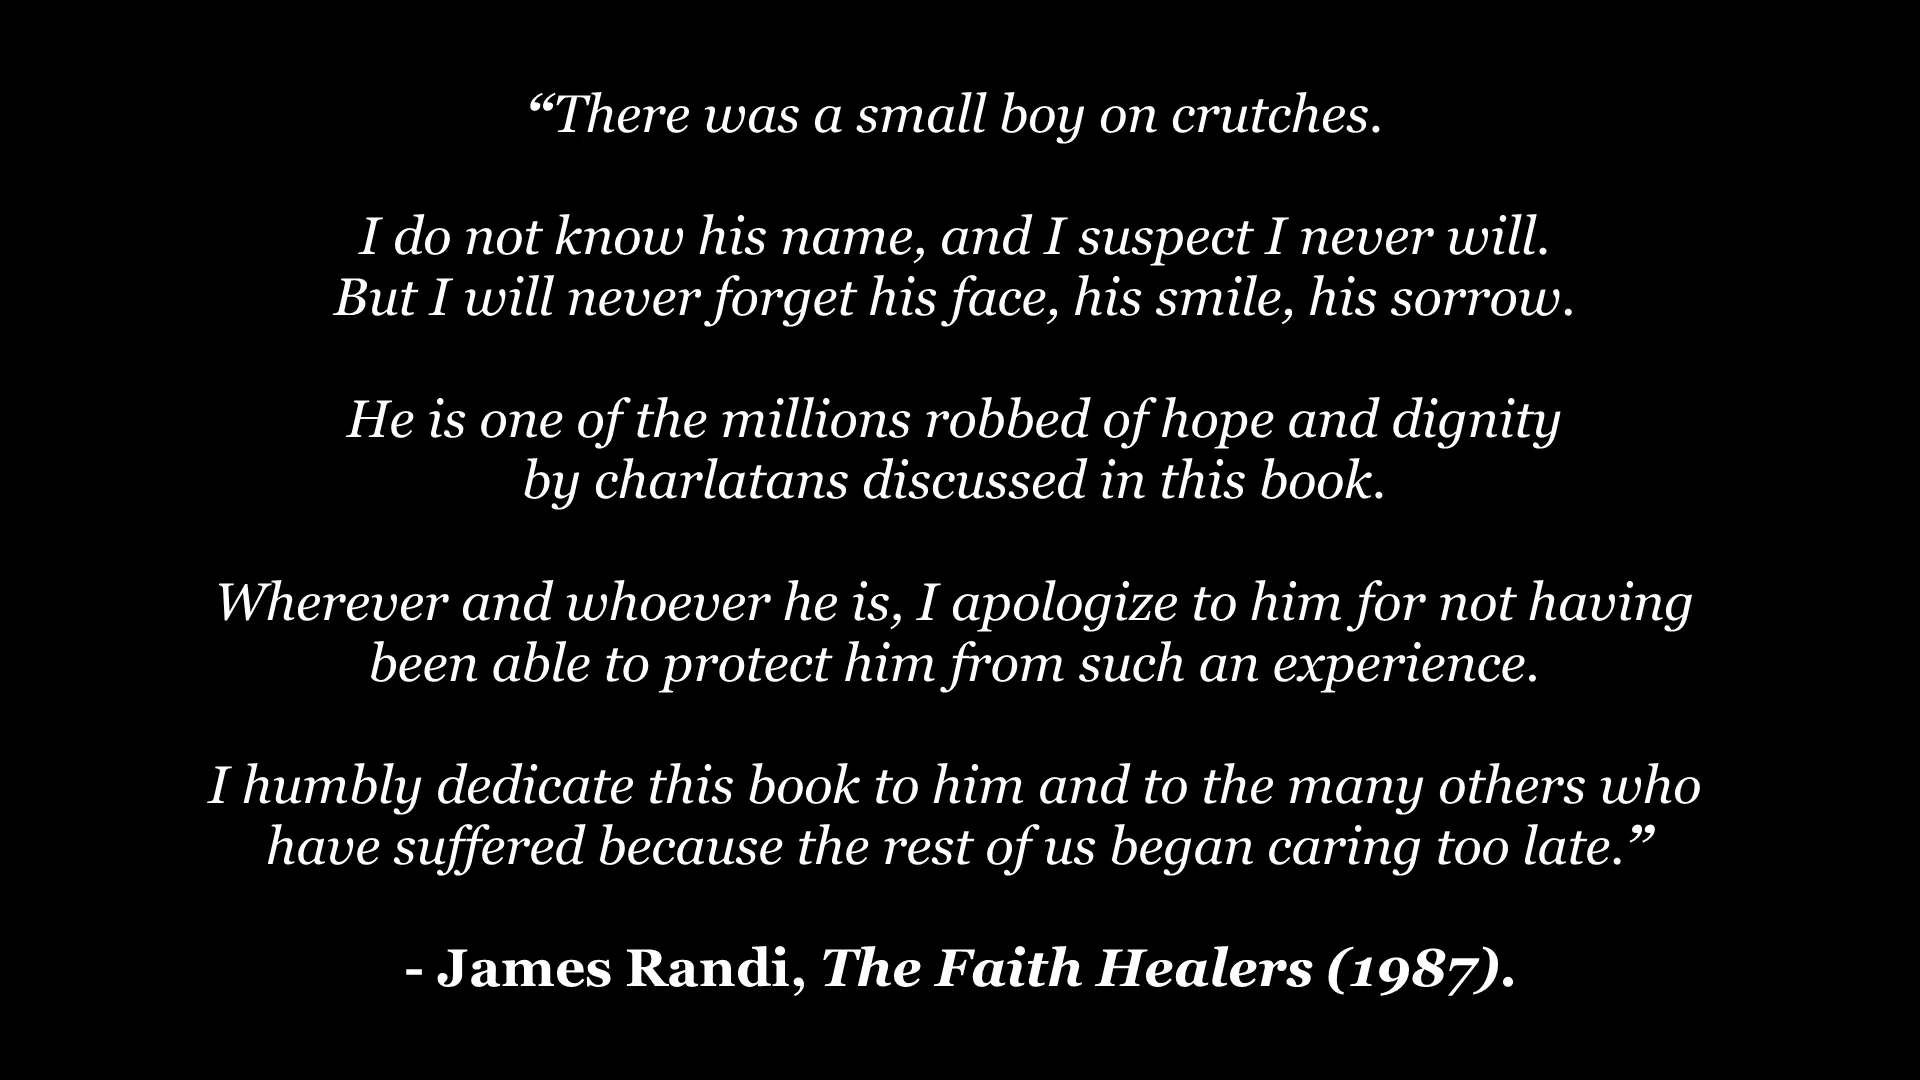 “There was a small boy on crutches.
I do not know his name, and I suspect I never will.
But I will never forget his face, his smile, his sorrow.
He is one of the millions robbed of hope and dignity
by charlatans discussed in this book.
Wherever and whoever he is, I apologize to him for not having
been able to protect him from such an experience.
I humbly dedicate this book to him and to the many others who
have suffered because the rest of us began caring too late.”
- James Randi, The Faith Healers (1987).